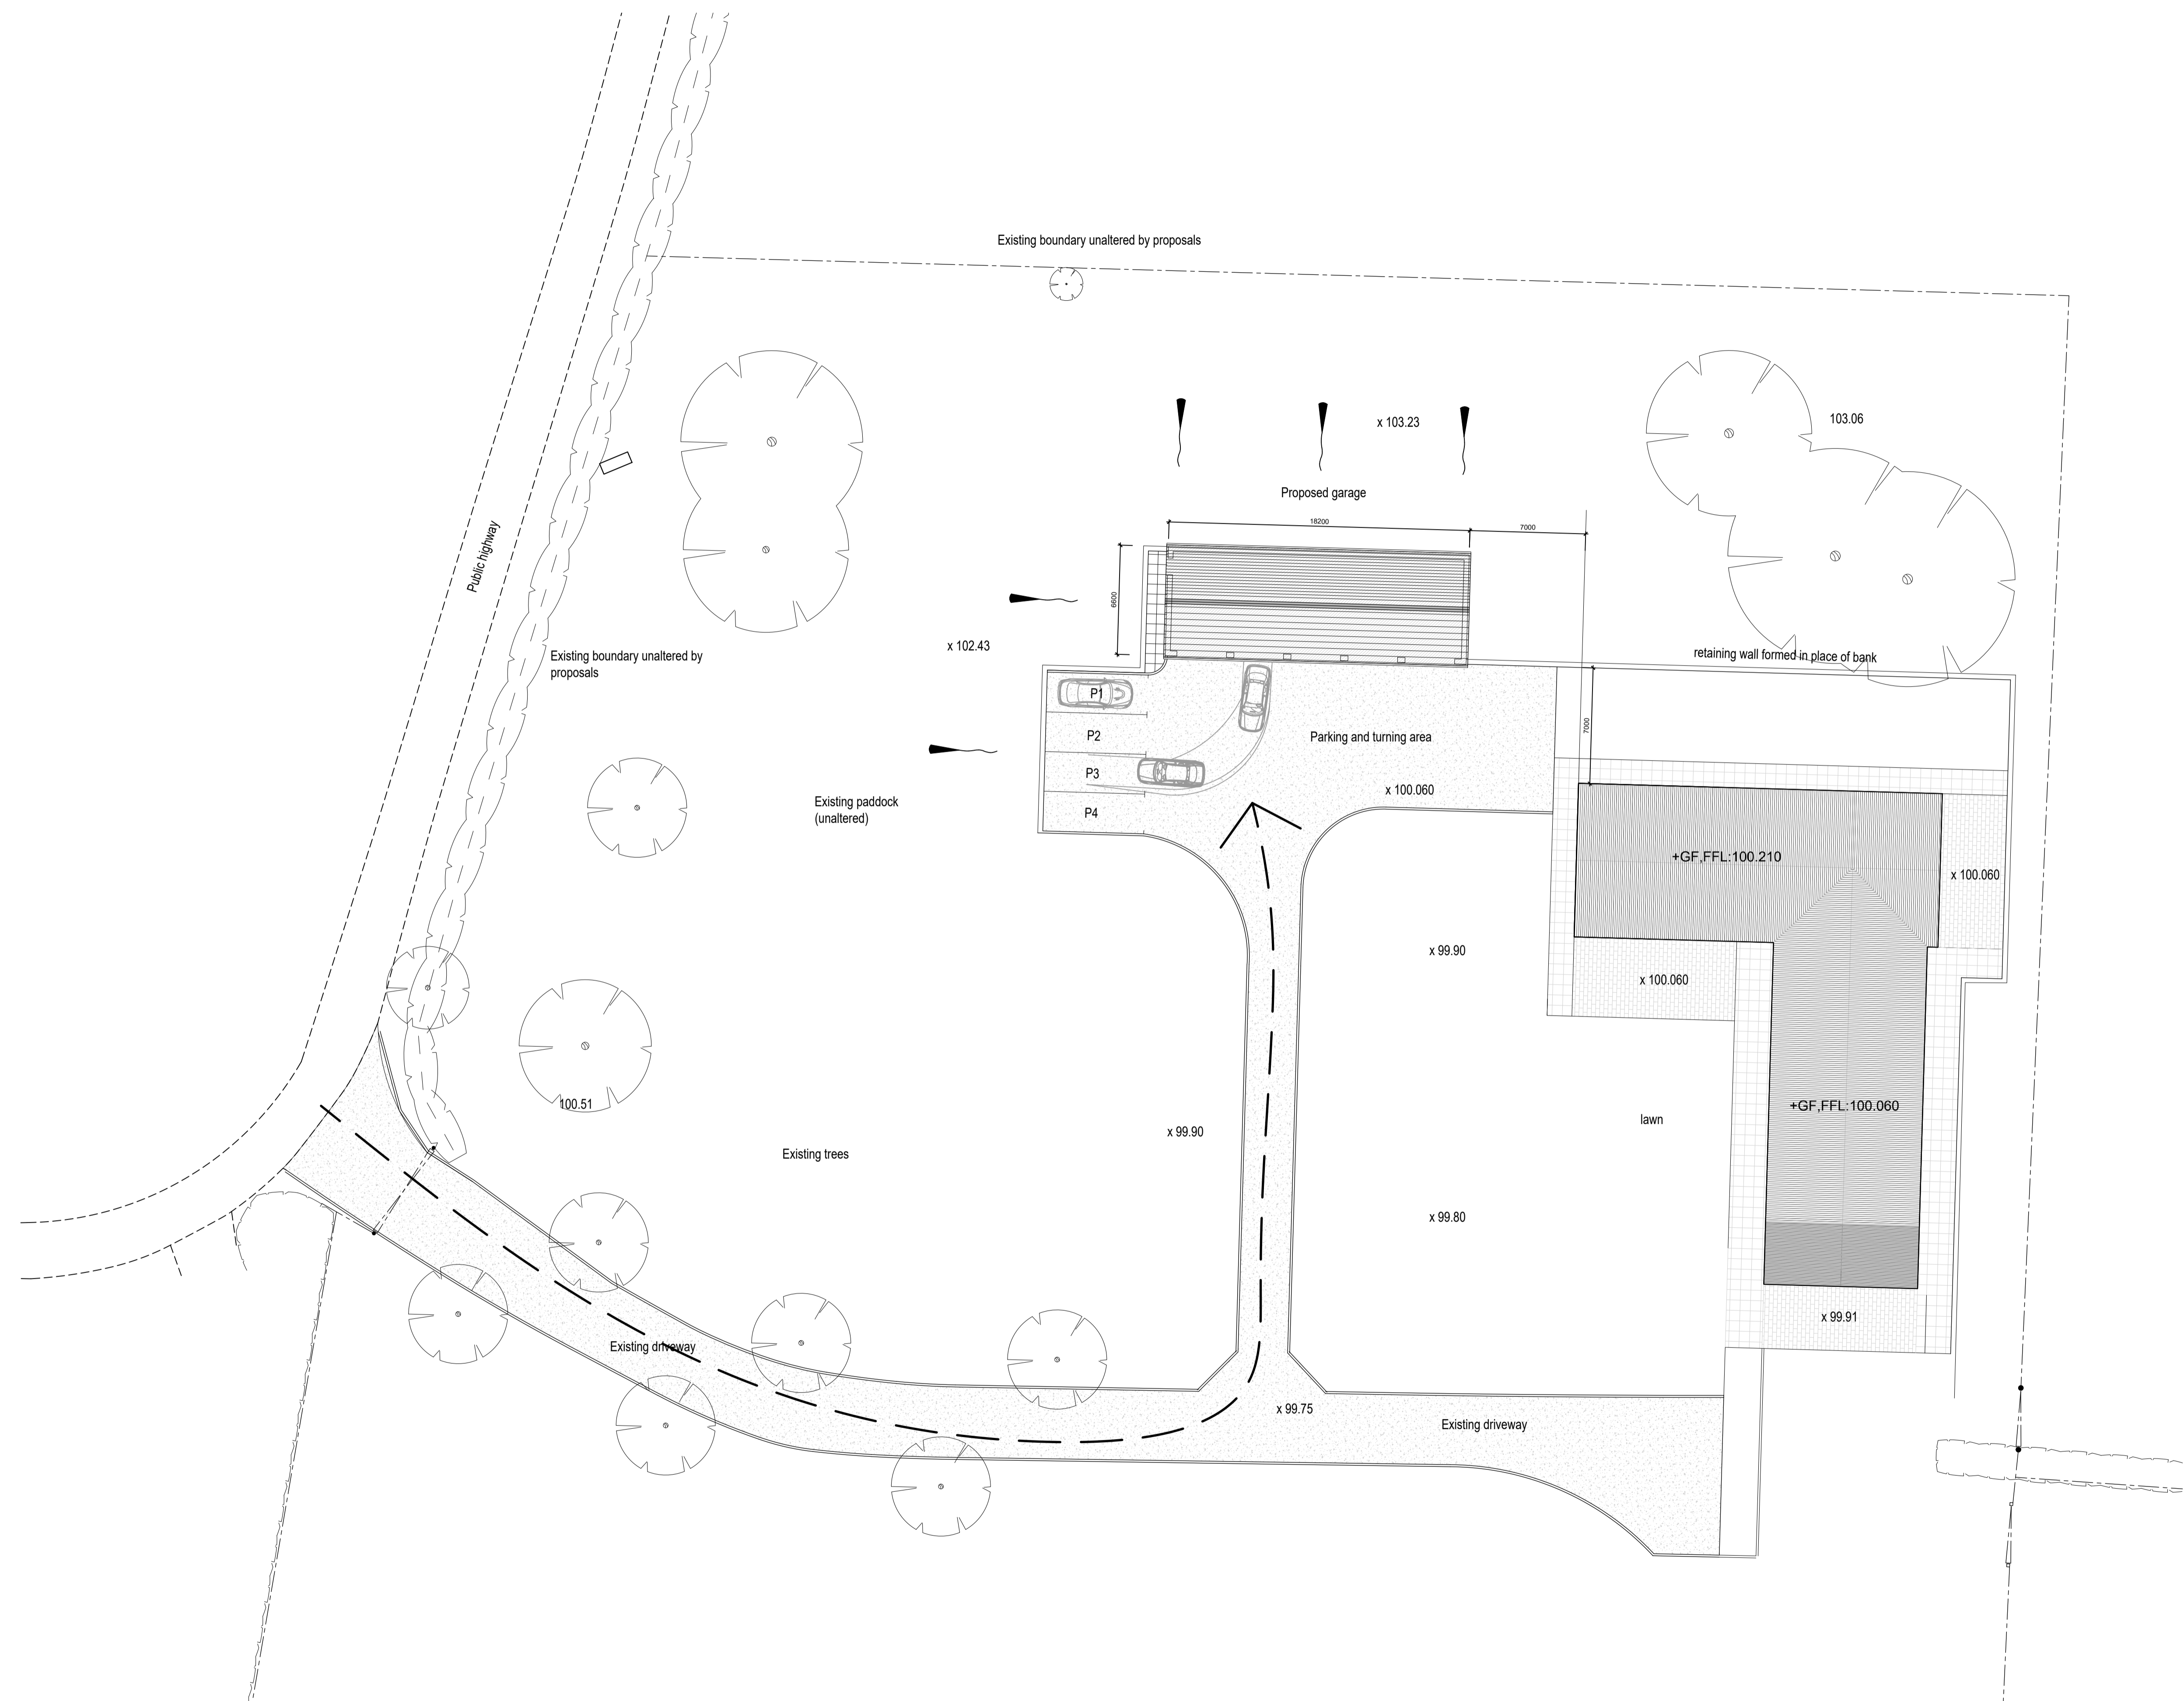 Existing boundary unaltered by proposals
103.06
x 103.23
Proposed garage
18200
7000
Public highway
6600
x 102.43
Existing boundary unaltered by
proposals
retaining wall formed in place of bank
P1
P2
P3
P4
Parking and turning area
7000
x 100.060
Existing paddock
(unaltered)
+GF,FFL:100.210
x 100.060
x 99.90
x 100.060
100.51
Existing trees
x 99.90
lawn
+GF,FFL:100.060
x 99.80
x 99.91
Existing driveway
x 99.75
Existing driveway